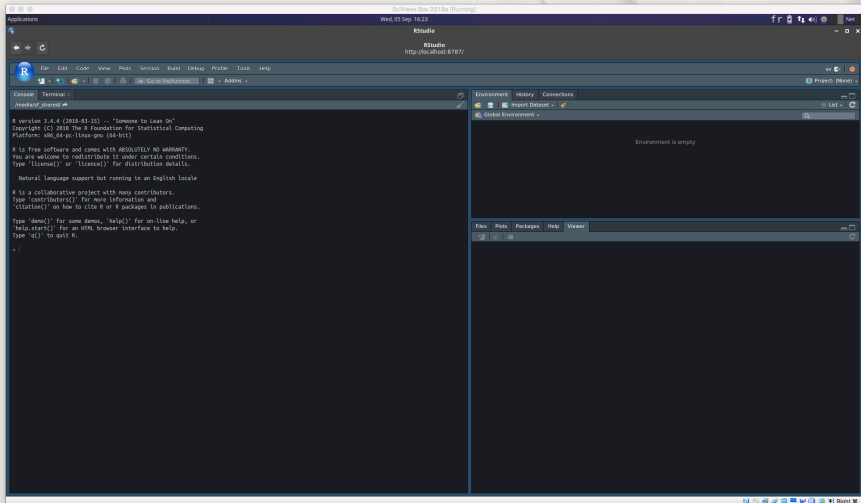 SciViews Box 2018a [Running]
Applications
Wed, 05 Sep 16:23
fr
RStudio
RStudio
http://localhost:8787/
R
File Edit Code View Plots Session Build Debug Profile Tools Help
sv
Go to file/function
Addins
Project: (None)
Console Terminal
/media/sf_shared/
R version 3.4.4 (2018-03-15) -- "Someone to Lean On"
Copyright (C) 2018 The R Foundation for Statistical Computing
Platform: x86_64-pc-linux-gnu (64-bit)
R is free software and comes with ABSOLUTELY NO WARRANTY.
You are welcome to redistribute it under certain conditions.
Type 'license()' or 'licence()' for distribution details.
Natural language support but running in an English locale
R is a collaborative project with many contributors.
Type 'contributors()' for more information and
'citation()' on how to cite R or R packages in publications.
Type 'demo()' for some demos, 'help()' for on-line help, or
'help.start()' for an HTML browser interface to help.
Type 'q()' to quit R.
>
Environment History Connections
Import Dataset
List
Global Environment
Environment is empty
Files Plots Packages Help Viewer
Right ⌘